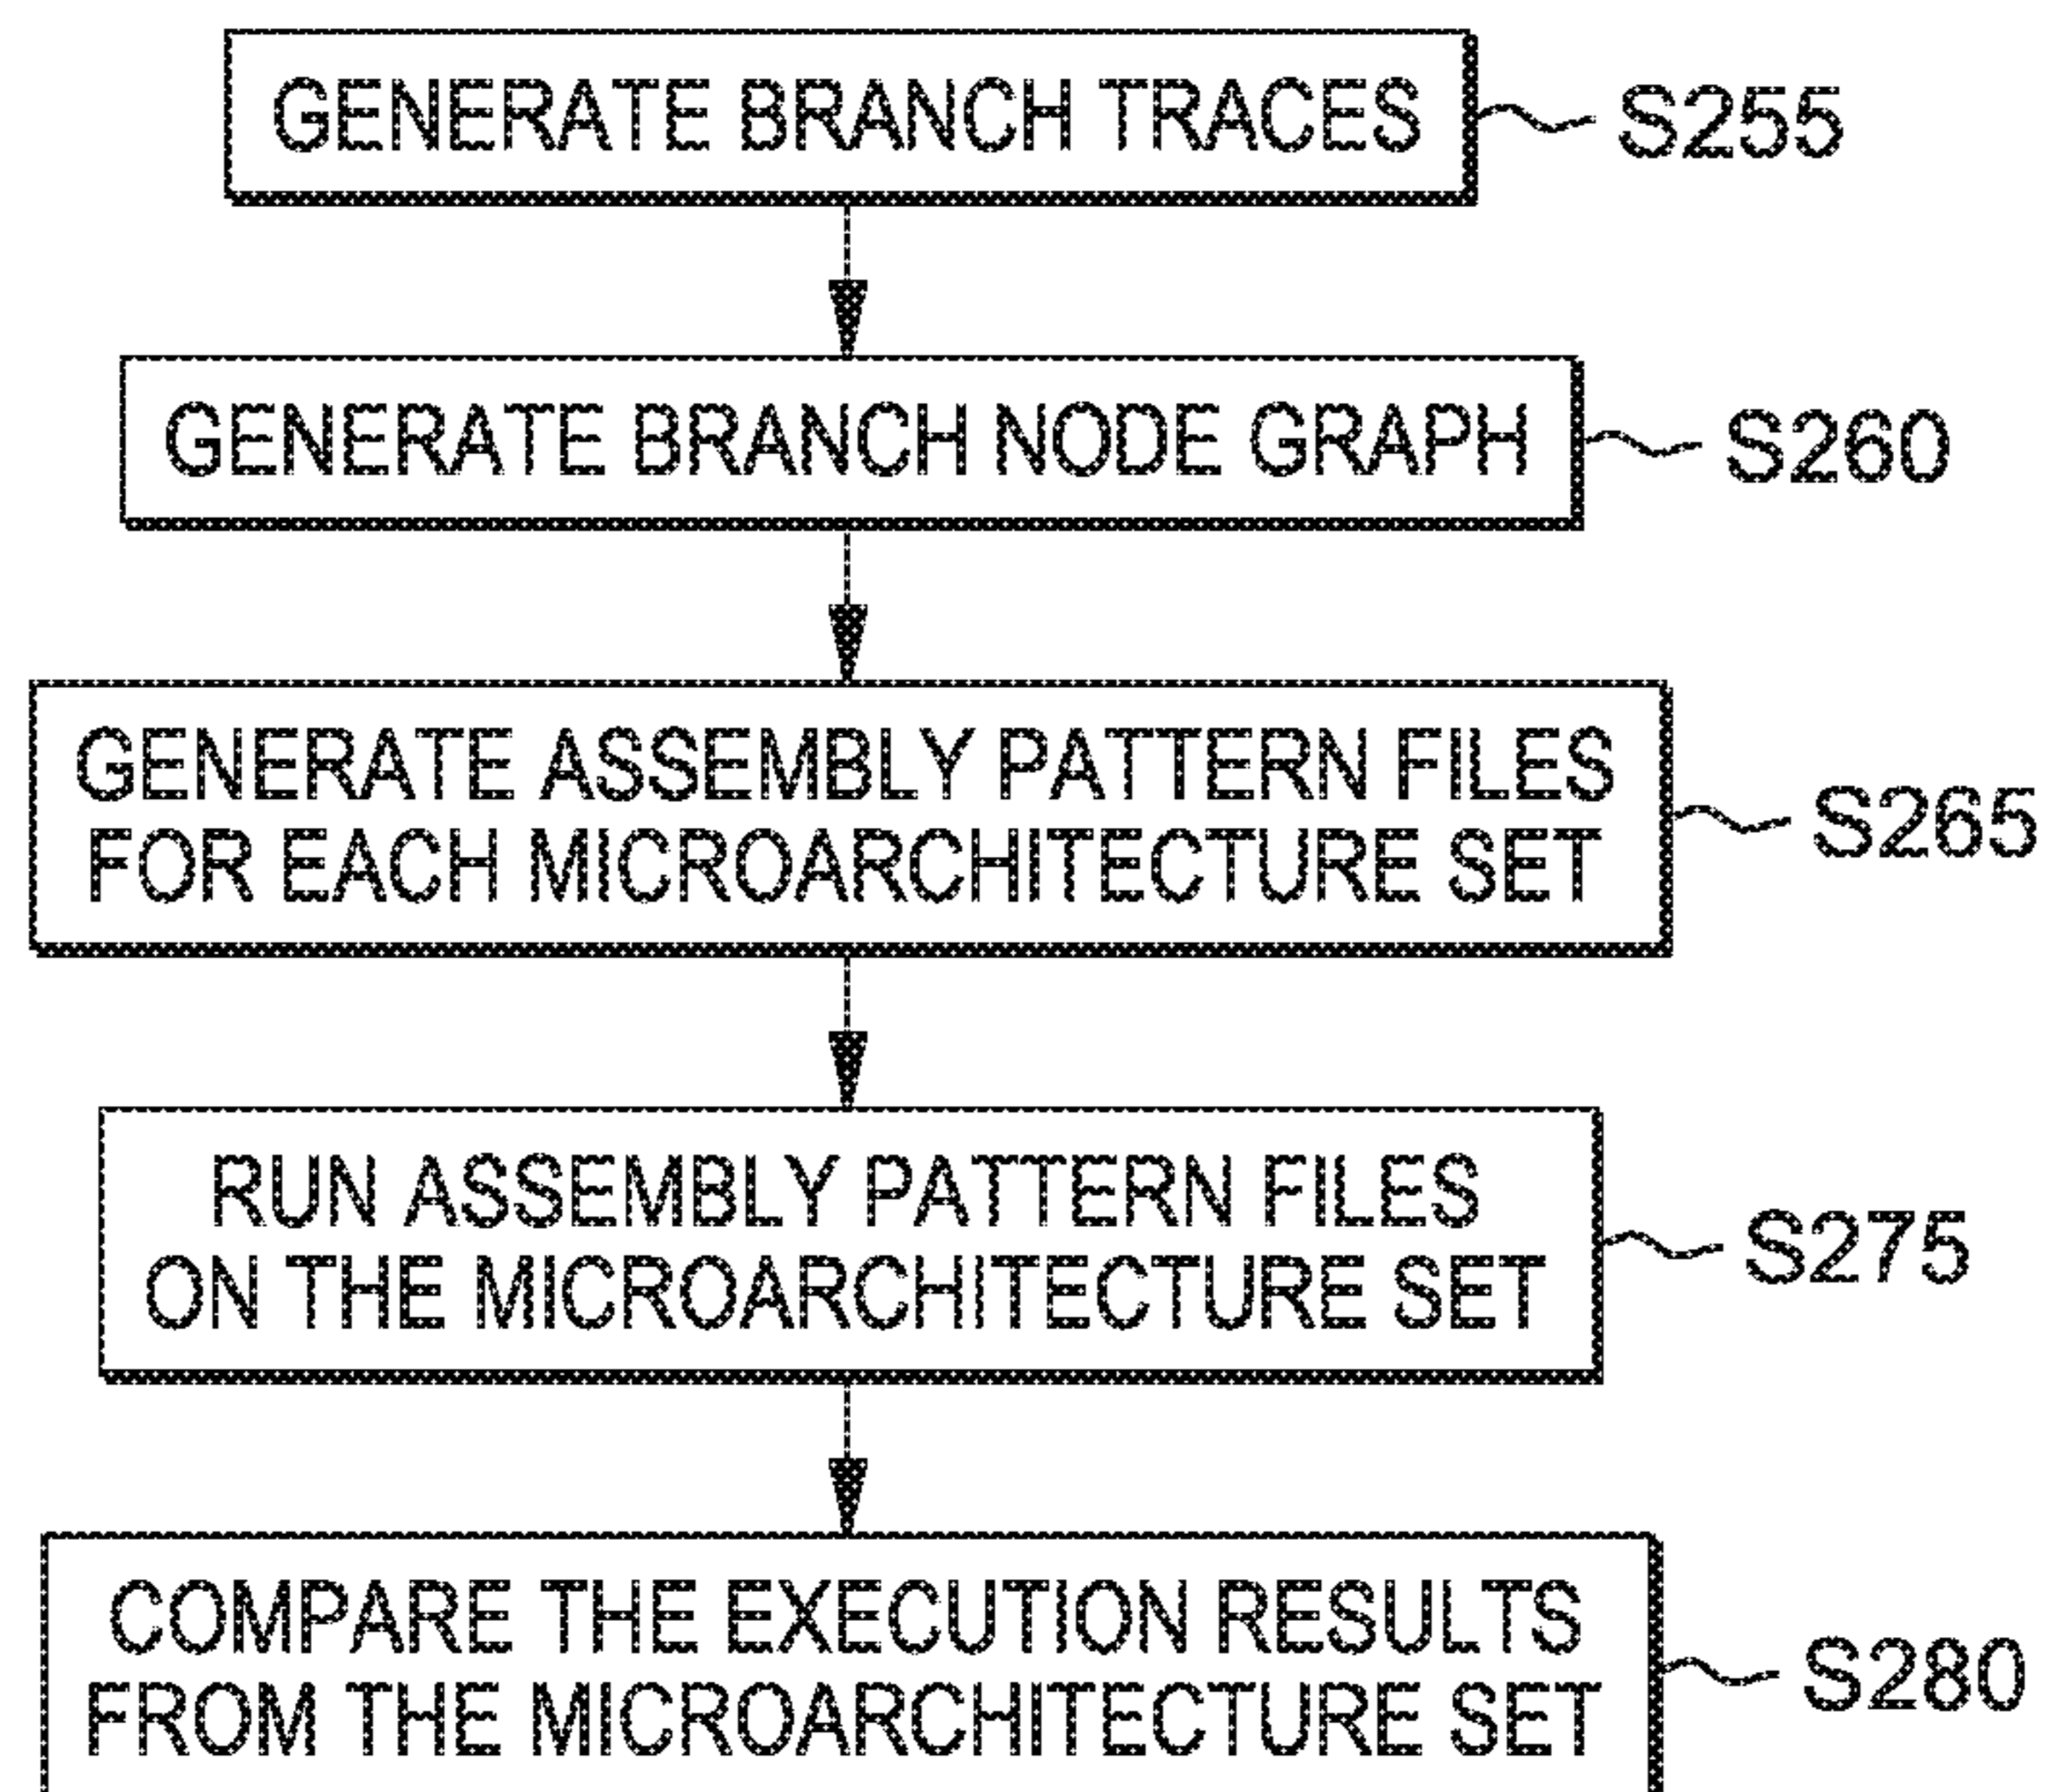 GENERATE BRANCH TRACES
S255
GENERATE BRANCH NODE GRAPH
S260
GENERATE ASSEMBLY PATTERN FILES
FOR EACH MICROARCHITECTURE SET
S265
RUN ASSEMBLY PATTERN FILES
ON THE MICROARCHITECTURE SET
S275
COMPARE THE EXECUTION RESULTS
FROM THE MICROARCHITECTURE SET
S280